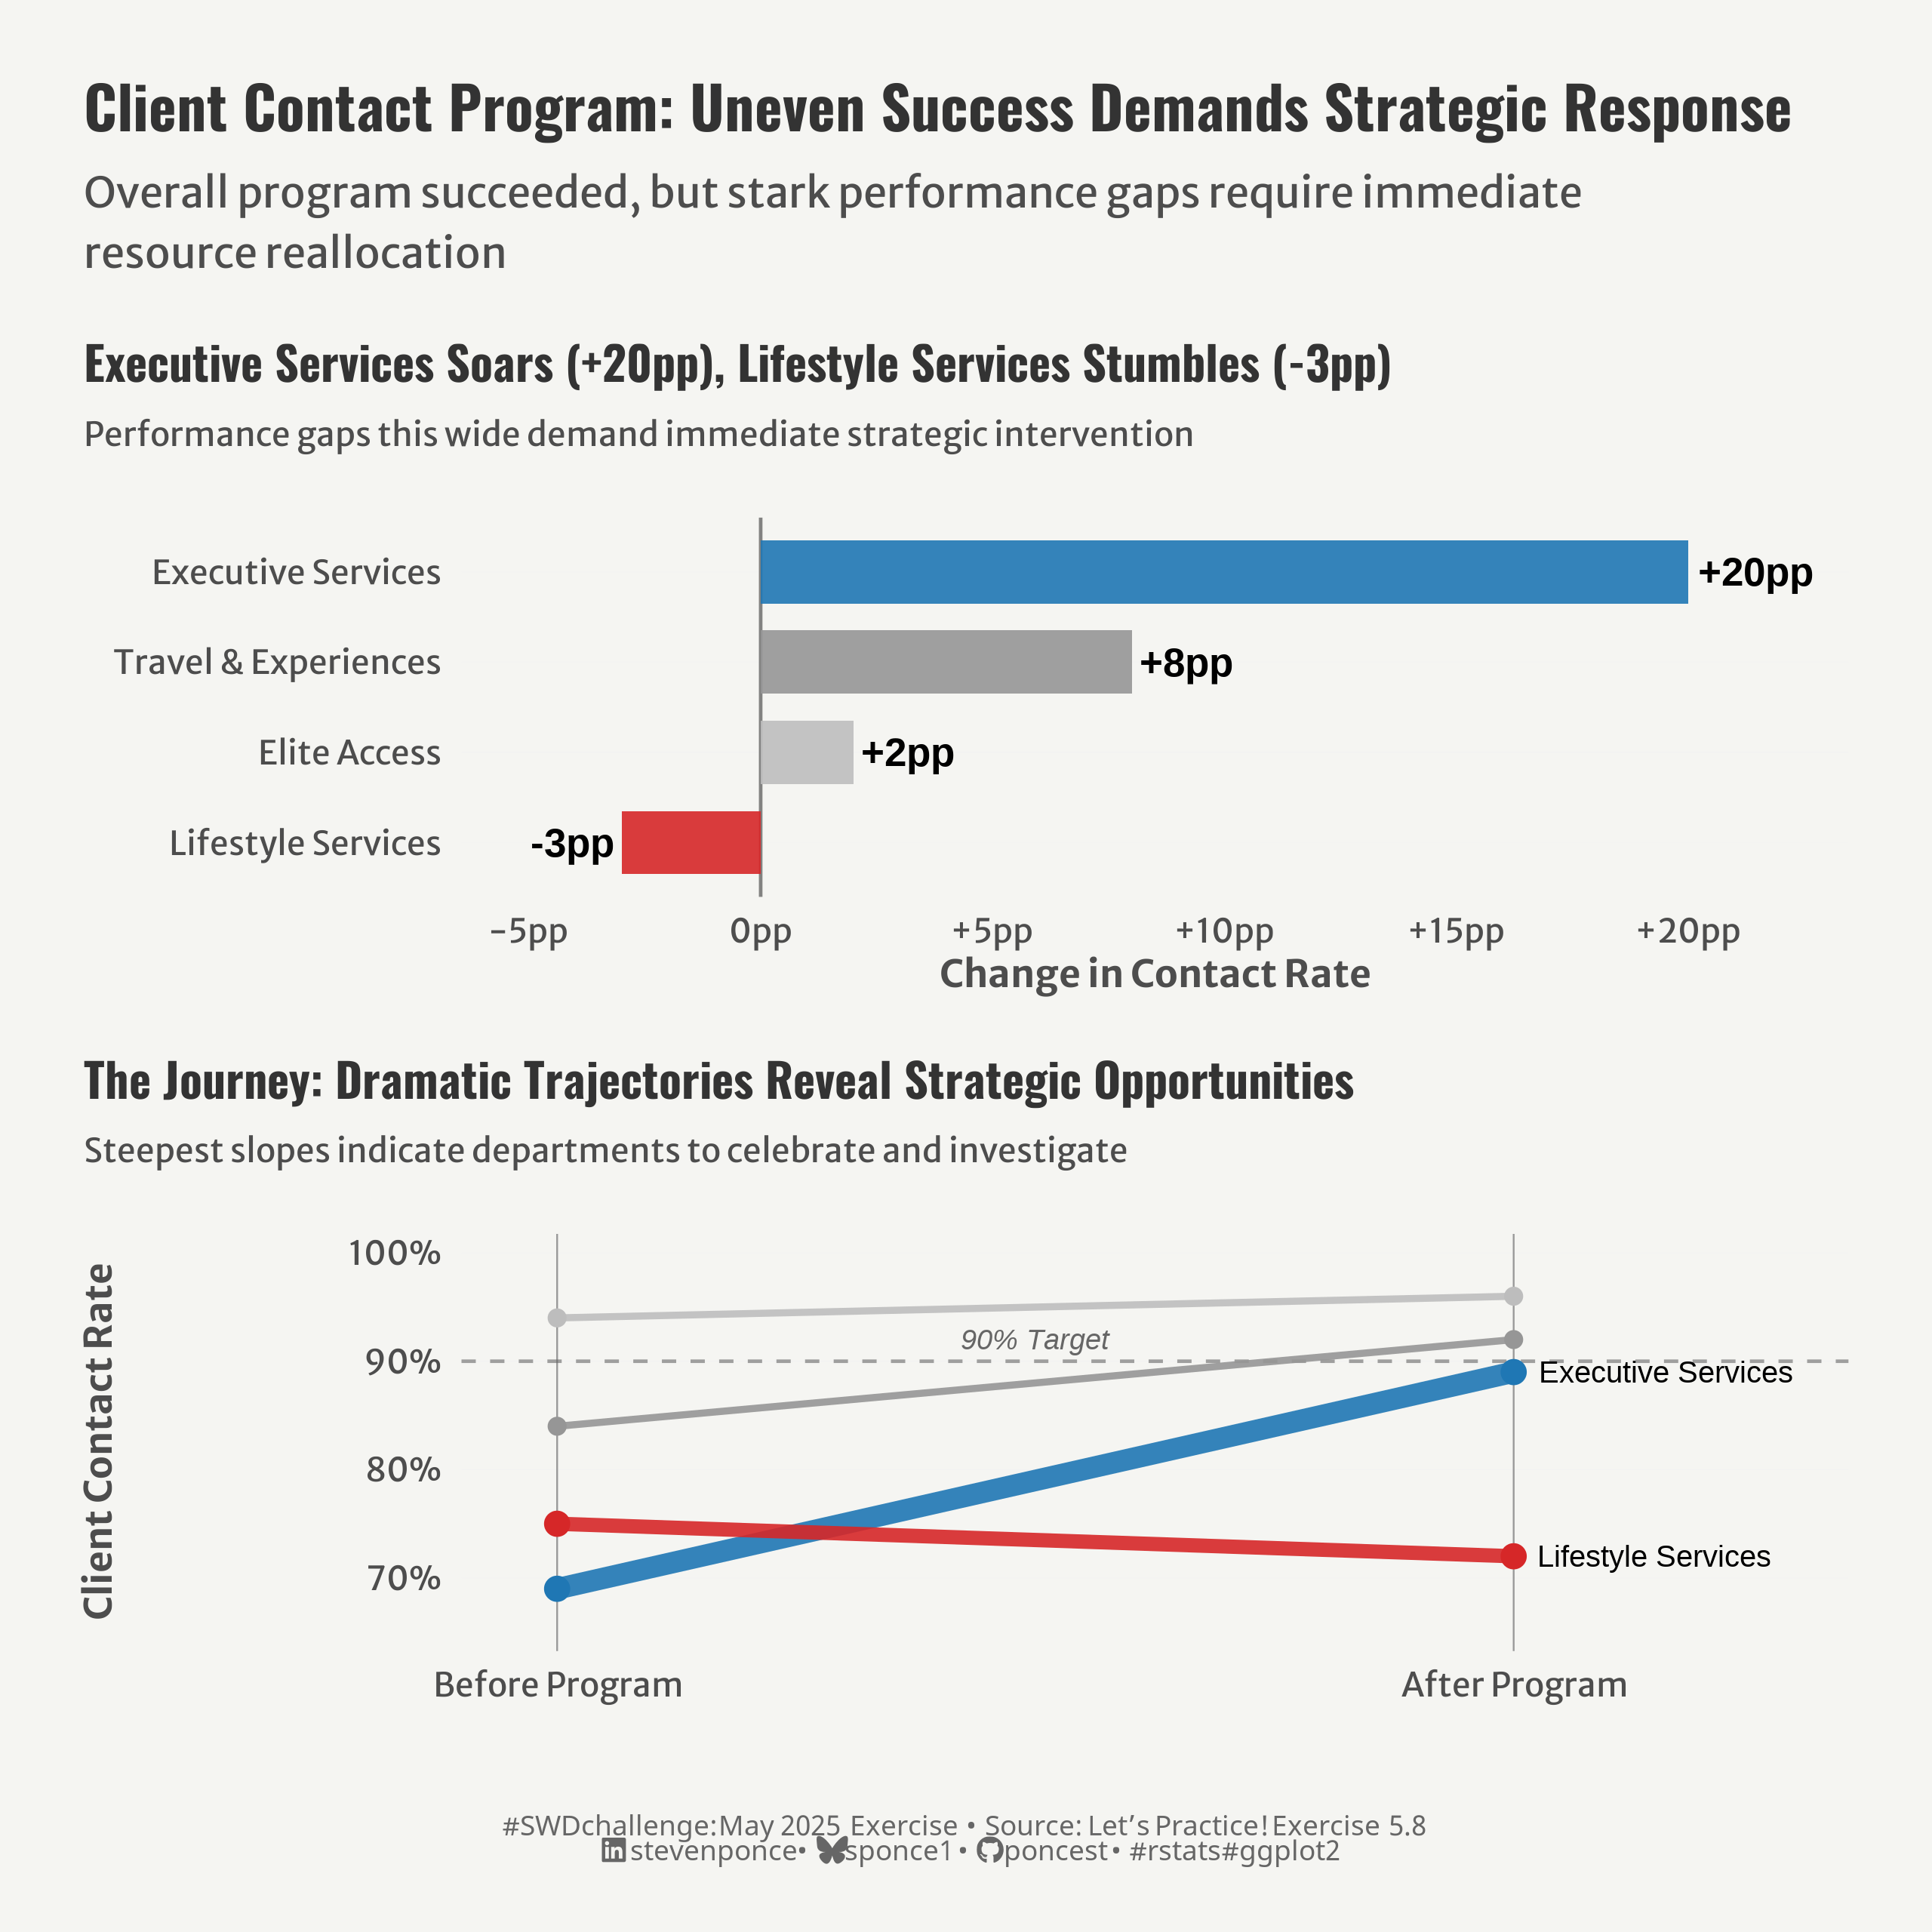 Client Contact Program: Uneven Success Demands Strategic Response
Overall program succeeded, but stark performance gaps require immediate
resource reallocation
Executive Services Soars (+20pp), Lifestyle Services Stumbles (-3pp)
Performance gaps this wide demand immediate strategic intervention
Executive Services
+20pp
Travel & Experiences
+8pp
Elite Access
+2pp
Lifestyle Services
-3pp
-5pp 0pp +5pp +10pp +15pp +20pp
Change in Contact Rate
The Journey: Dramatic Trajectories Reveal Strategic Opportunities
Steepest slopes indicate departments to celebrate and investigate
Client Contact Rate
100%
90% Target
90%
Executive Services
80%
Lifestyle Services
70%
Before Program After Program
#SWDchallenge: May 2025 Exercise • Source: Let’s Practice! Exercise 5.8
in stevenponce • sponce1 • poncest • #rstats #ggplot2